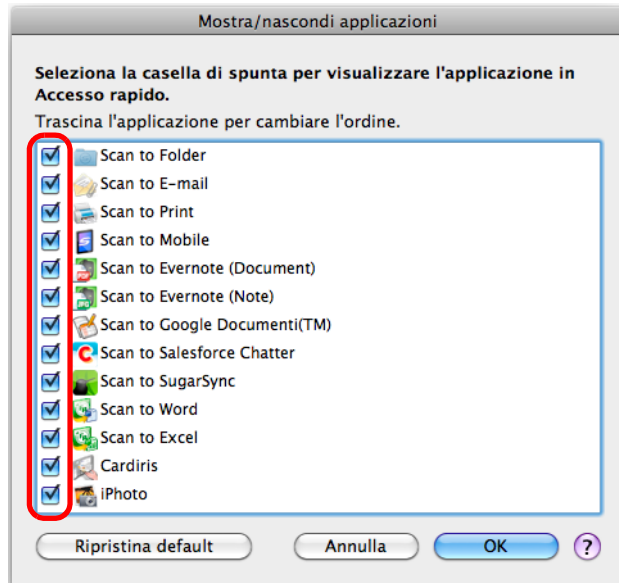 Mostra/nascondi applicazioni
Seleziona la casella di spunta per visualizzare l'applicazione in
Accesso rapido.
Trascina l'applicazione per cambiare l'ordine.
Scan to Folder
Scan to E-mail
Scan to Print
Scan to Mobile
Scan to Evernote (Document)
Scan to Evernote (Note)
Scan to Google Documenti(TM)
Scan to Salesforce Chatter
Scan to SugarSync
Scan to Word
Scan to Excel
Cardiris
iPhoto
Ripristina default
Annulla
OK
?